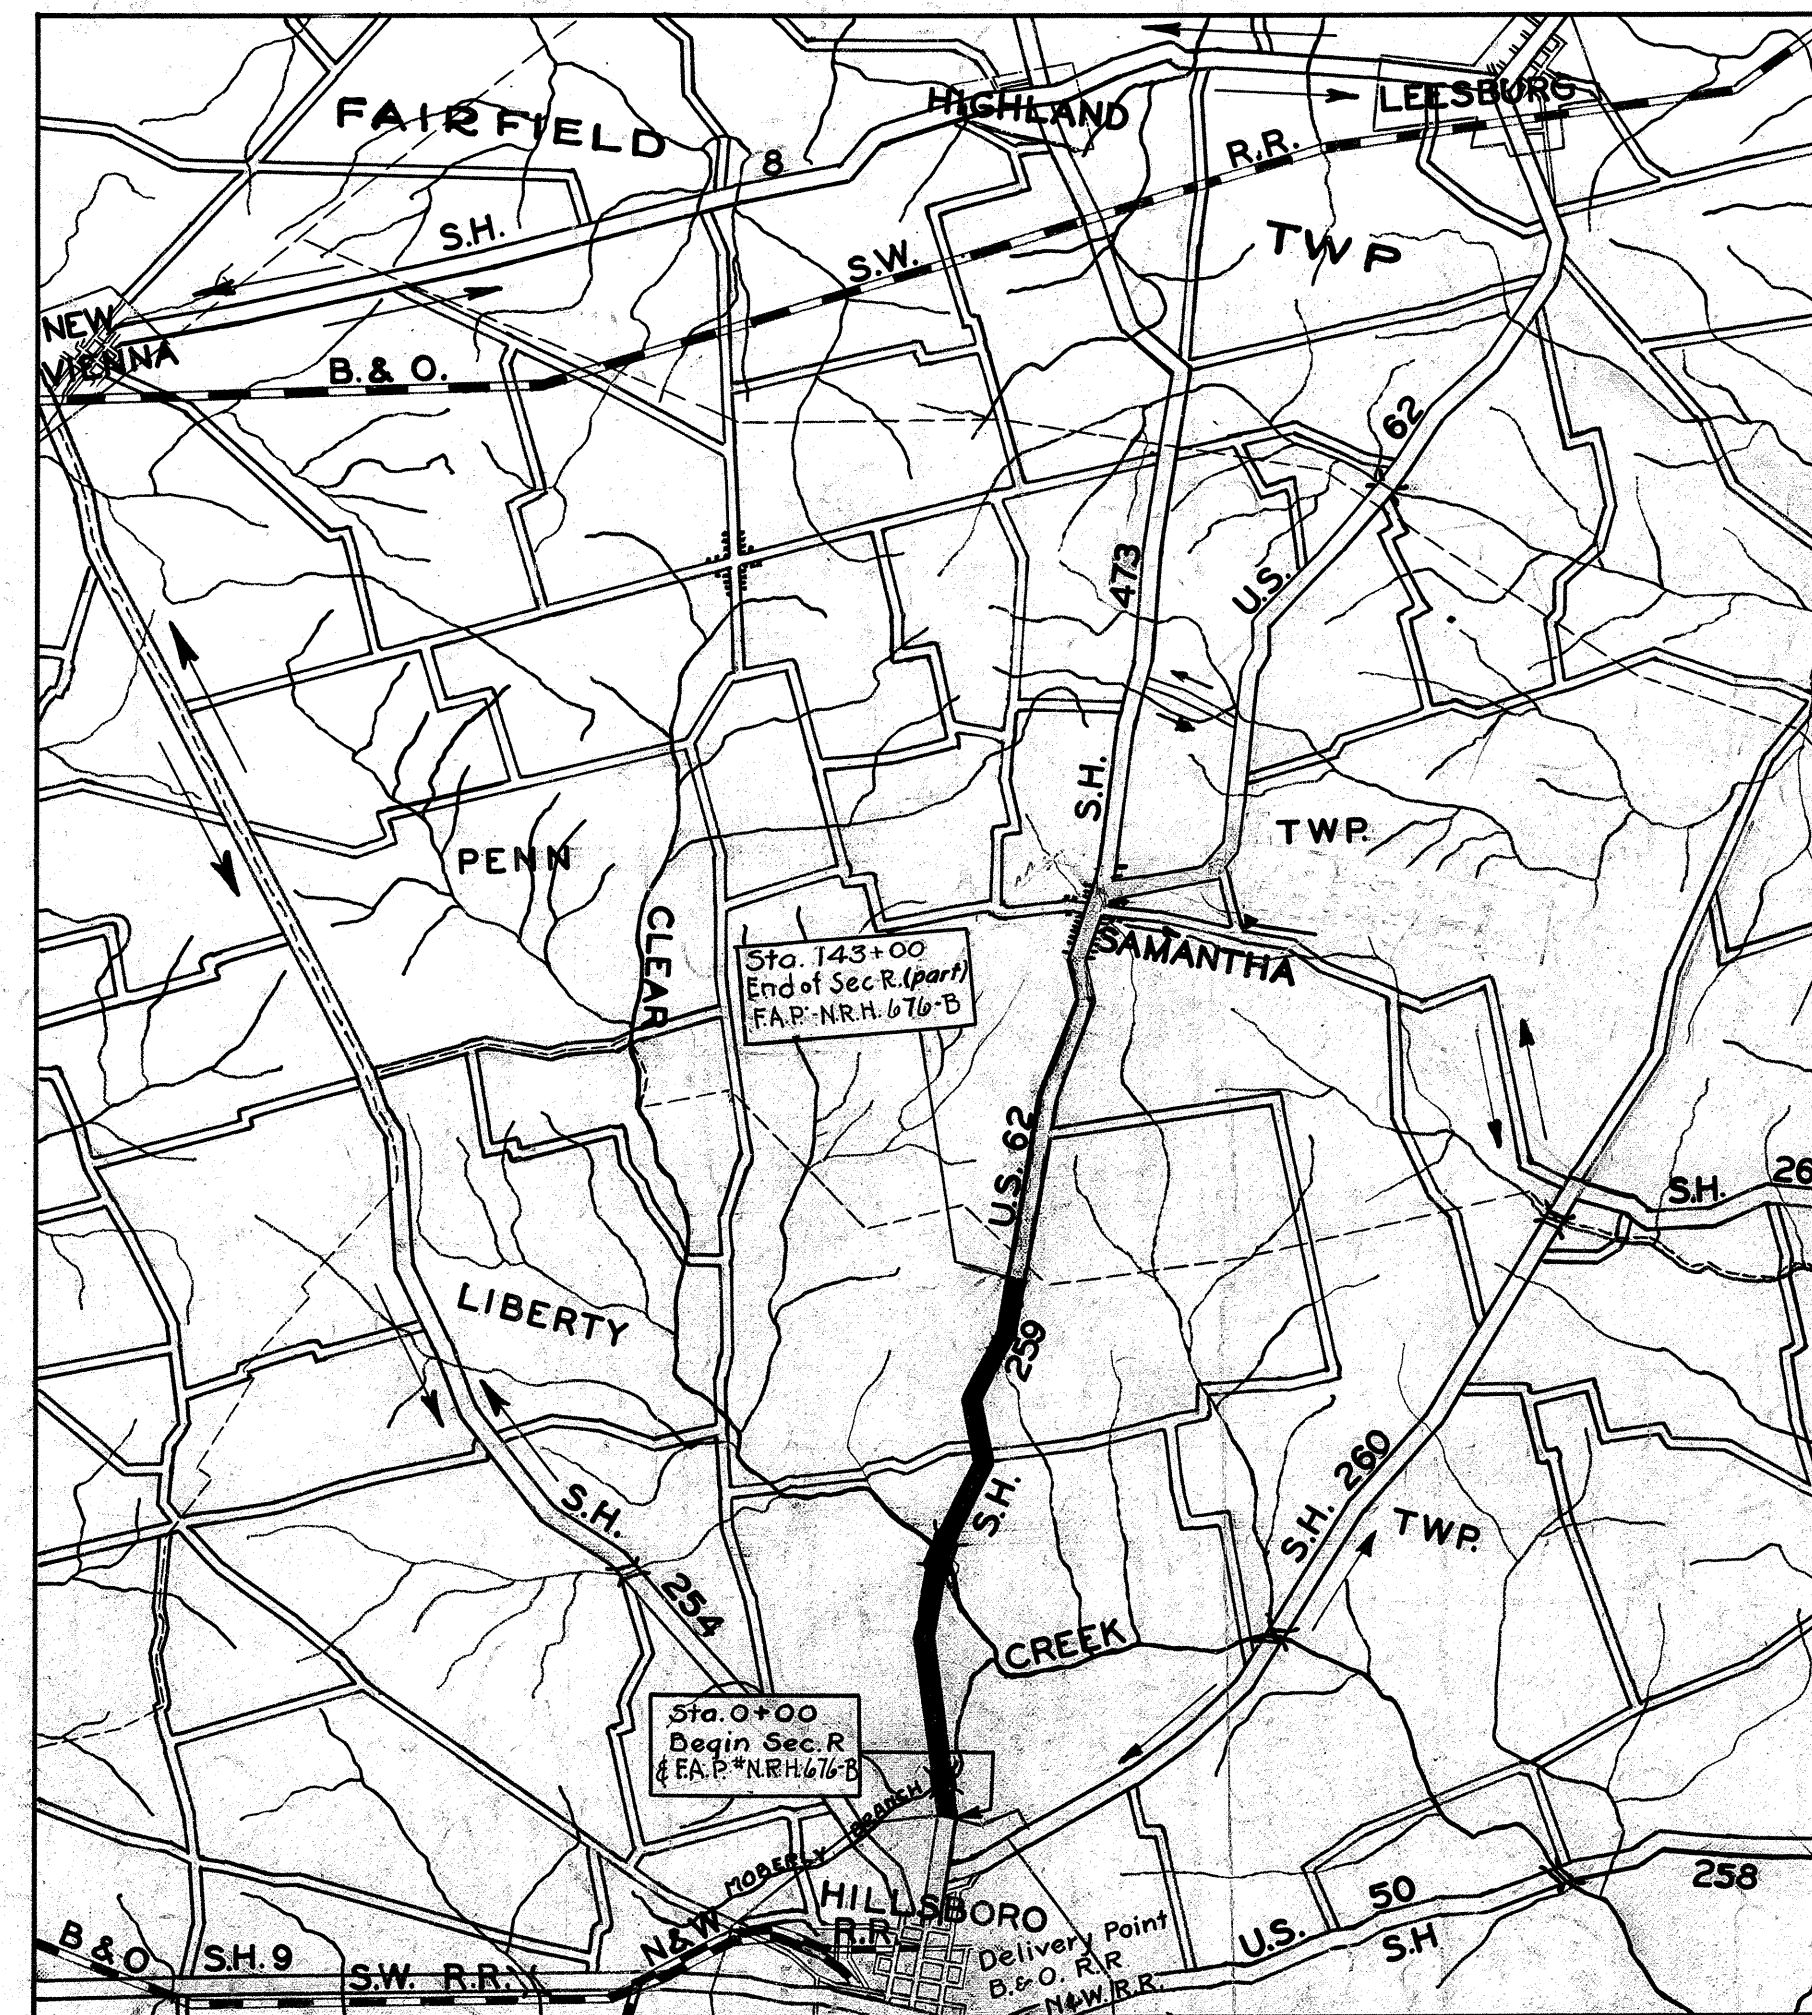 FAIRFIELD
HIGHLAND
LEESBURG
8
R.R.
S.H.
S.W.
TWP
NEW
VIENNA
B. & O.
62
473
U.S.
S.H.
PENN
TWP.
CLEAR
SAMANTHA
Sta. 143+00
End of Sec. R. (part)
F.A.P. - N.R.H. 676-B
U.S. 62
S.H. 26
LIBERTY
259
S.H.
S.H. 260
TWP.
S.H.
254
CREEK
Sta. 0+00
Begin Sec. R
& F.A.P. #N.R.H. 676-B
MOBERLY BRANCH
HILLSBORO
N&W R.R.
Delivery Point
B. & O. R.R
N&W. R.R.
U.S. 50
S.H
258
B & O
S.W. R.R.
S.H. 9